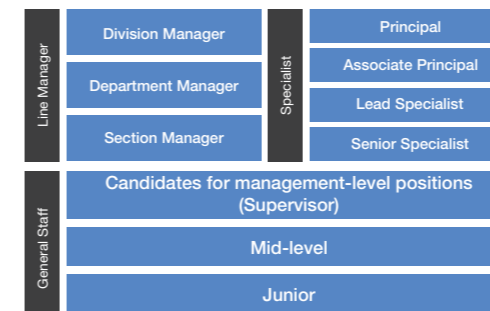 Line Manager
Division Manager
Department Manager
Section Manager
Specialist
Principal
Associate Principal
Lead Specialist
Senior Specialist
General Staff
Candidates for management-level positions
(Supervisor)
Mid-level
Junior